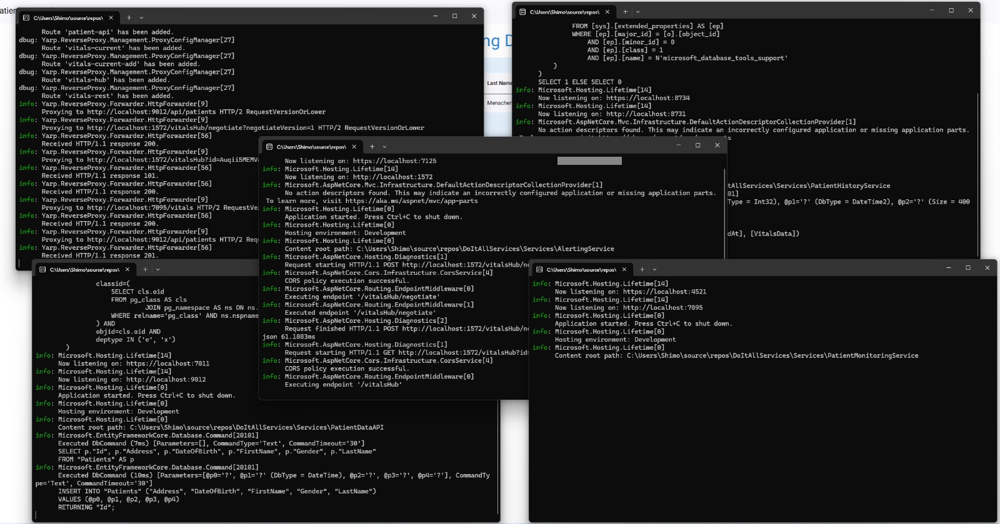 atien
C:\Users\Shimo\source\repos\
Route 'patient-api' has been added.
dbug: Yarp.ReverseProxy.Management.ProxyConfigManager[27]
Route 'vitals-current' has been added.
dbug: Yarp.ReverseProxy.Management.ProxyConfigManager[27]
Route 'vitals-current-add' has been added.
dbug: Yarp.ReverseProxy.Management.ProxyConfigManager[27]
Route 'vitals-hub' has been added.
dbug: Yarp.ReverseProxy.Management.ProxyConfigManager[27]
Route 'vitals-rest' has been added.
info: Yarp.ReverseProxy.Forwarder.HttpForwarder[9]
Proxying to http://localhost:9012/api/patients HTTP/2 RequestVersionOrLower
info: Yarp.ReverseProxy.Forwarder.HttpForwarder[9]
Proxying to http://localhost:1572/vitalsHub/negotiate?negotiateVersion=1 HTTP/2 RequestVersionOrLower
info: Yarp.ReverseProxy.Forwarder.HttpForwarder[56]
Received HTTP/1.1 response 200.
info: Yarp.ReverseProxy.Forwarder.HttpForwarder[9]
Proxying to http://localhost:1572/vitalsHub?id=Auqii5MEMV
info: Yarp.ReverseProxy.Forwarder.HttpForwarder[56]
Received HTTP/1.1 response 101.
info: Yarp.ReverseProxy.Forwarder.HttpForwarder[56]
Received HTTP/1.1 response 200.
info: Yarp.ReverseProxy.Forwarder.HttpForwarder[9]
Proxying to http://localhost:7095/vitals HTTP/2 RequestVe
info: Yarp.ReverseProxy.Forwarder.HttpForwarder[56]
Received HTTP/1.1 response 200.
info: Yarp.ReverseProxy.Forwarder.HttpForwarder[9]
Proxying to http://localhost:9012/api/patients HTTP/2 Req
info: Yarp.ReverseProxy.Forwarder.HttpForwarder[56]
Received HTTP/1.1 response 201.
ng D
Last Name
Menachem
C:\Users\Shimo\source\repos\
FROM [sys].[extended_properties] AS [ep]
WHERE [ep].[major_id] = [o].[object_id]
AND [ep].[minor_id] = 0
AND [ep].[class] = 1
AND [ep].[name] = N'microsoft_database_tools_support'
)
)
SELECT 1 ELSE SELECT 0
info: Microsoft.Hosting.Lifetime[14]
Now listening on: https://localhost:8734
info: Microsoft.Hosting.Lifetime[14]
Now listening on: http://localhost:8731
info: Microsoft.AspNetCore.Mvc.Infrastructure.DefaultActionDescriptorCollectionProvider[1]
No action descriptors found. This may indicate an incorrectly configured application or missing application parts.
tAllServices\Services\PatientHistoryService
01]
Type = Int32), @p1='?' (DbType = DateTime2), @p2='?' (Size = 400
dAt], [VitalsData])
C:\Users\Shimo\source\repos\
Now listening on: https://localhost:7125
info: Microsoft.Hosting.Lifetime[14]
Now listening on: http://localhost:1572
info: Microsoft.AspNetCore.Mvc.Infrastructure.DefaultActionDescriptorCollectionProvider[1]
No action descriptors found. This may indicate an incorrectly configured application or missing application parts.
To learn more, visit https://aka.ms/aspnet/mvc/app-parts
info: Microsoft.Hosting.Lifetime[0]
Application started. Press Ctrl+C to shut down.
info: Microsoft.Hosting.Lifetime[0]
Hosting environment: Development
info: Microsoft.Hosting.Lifetime[0]
Content root path: C:\Users\Shimo\source\repos\DoItAllServices\Services\AlertingService
info: Microsoft.AspNetCore.Hosting.Diagnostics[1]
Request starting HTTP/1.1 POST http://localhost:1572/vitalsHub/n
info: Microsoft.AspNetCore.Cors.Infrastructure.CorsService[4]
CORS policy execution successful.
info: Microsoft.AspNetCore.Routing.EndpointMiddleware[0]
Executing endpoint '/vitalsHub/negotiate'
info: Microsoft.AspNetCore.Routing.EndpointMiddleware[1]
Executed endpoint '/vitalsHub/negotiate'
info: Microsoft.AspNetCore.Hosting.Diagnostics[2]
Request finished HTTP/1.1 POST http://localhost:1572/vitalsHub/n
json 61.1083ms
info: Microsoft.AspNetCore.Hosting.Diagnostics[1]
Request starting HTTP/1.1 GET http://localhost:1572/vitalsHub?id=
info: Microsoft.AspNetCore.Cors.Infrastructure.CorsService[4]
CORS policy execution successful.
info: Microsoft.AspNetCore.Routing.EndpointMiddleware[0]
Executing endpoint '/vitalsHub'
C:\Users\Shimo\source\repos\
classid=(
SELECT cls.oid
FROM pg_class AS cls
JOIN pg_namespace AS ns ON ns.
WHERE relname='pg_class' AND ns.nspname
) AND
objid=cls.oid AND
deptype IN ('e', 'x')
)
info: Microsoft.Hosting.Lifetime[14]
Now listening on: https://localhost:7011
info: Microsoft.Hosting.Lifetime[14]
Now listening on: http://localhost:9012
info: Microsoft.Hosting.Lifetime[0]
Application started. Press Ctrl+C to shut down.
info: Microsoft.Hosting.Lifetime[0]
Hosting environment: Development
info: Microsoft.Hosting.Lifetime[0]
Content root path: C:\Users\Shimo\source\repos\DoItAllServices\Services\PatientDataAPI
info: Microsoft.EntityFrameworkCore.Database.Command[20101]
Executed DbCommand (7ms) [Parameters=[], CommandType='Text', CommandTimeout='30']
SELECT p."Id", p."Address", p."DateOfBirth", p."FirstName", p."Gender", p."LastName"
FROM "Patients" AS p
info: Microsoft.EntityFrameworkCore.Database.Command[20101]
Executed DbCommand (10ms) [Parameters=[@p0='?', @p1='?' (DbType = DateTime), @p2='?', @p3='?', @p4='?'], CommandTy
pe='Text', CommandTimeout='30']
INSERT INTO "Patients" ("Address", "DateOfBirth", "FirstName", "Gender", "LastName")
VALUES (@p0, @p1, @p2, @p3, @p4)
RETURNING "Id";
C:\Users\Shimo\source\repos\
info: Microsoft.Hosting.Lifetime[14]
Now listening on: https://localhost:4521
info: Microsoft.Hosting.Lifetime[14]
Now listening on: http://localhost:7095
info: Microsoft.Hosting.Lifetime[0]
Application started. Press Ctrl+C to shut down.
info: Microsoft.Hosting.Lifetime[0]
Hosting environment: Development
info: Microsoft.Hosting.Lifetime[0]
Content root path: C:\Users\Shimo\source\repos\DoItAllServices\Services\PatientMonitoringService